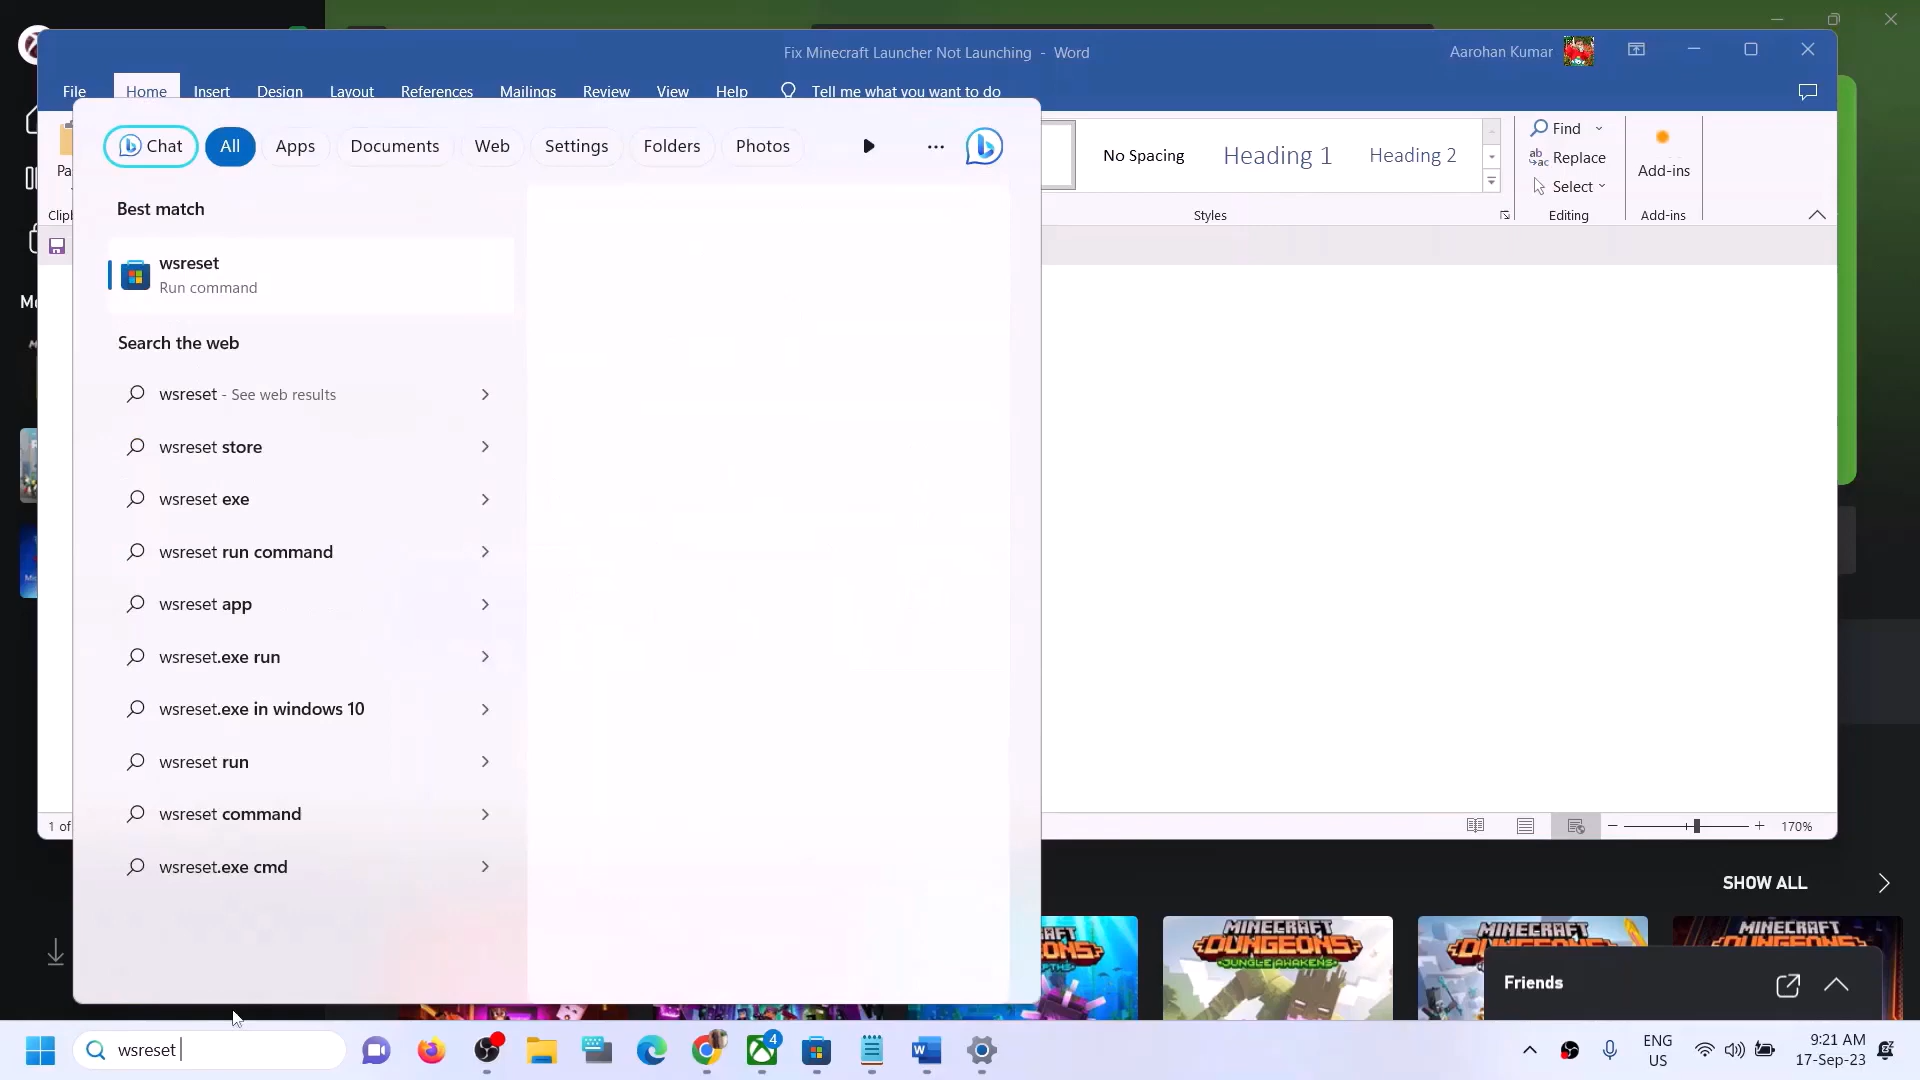 Fix Minecraft Launcher Not Launching - Word
Aarohan Kumar
File Home Insert Design Layout References Mailings Review View Help Tell me what you want to do
Chat All Apps Documents Web Settings Folders Photos
Best match
wsreset
Run command
Search the web
wsreset - See web results
wsreset store
wsreset exe
wsreset run command
wsreset app
wsreset.exe run
wsreset.exe in windows 10
wsreset run
wsreset command
wsreset.exe cmd
No Spacing Heading 1 Heading 2
Styles
Find
Replace
Select
Editing
Add-ins
Add-ins
1 of
170%
SHOW ALL
MINECRAFT
DUNGEONS
JUNGLE AWAKENS
MINECRAFT
MINECRAFT
Friends
wsreset
4
ENG
US
9:21 AM
17-Sep-23